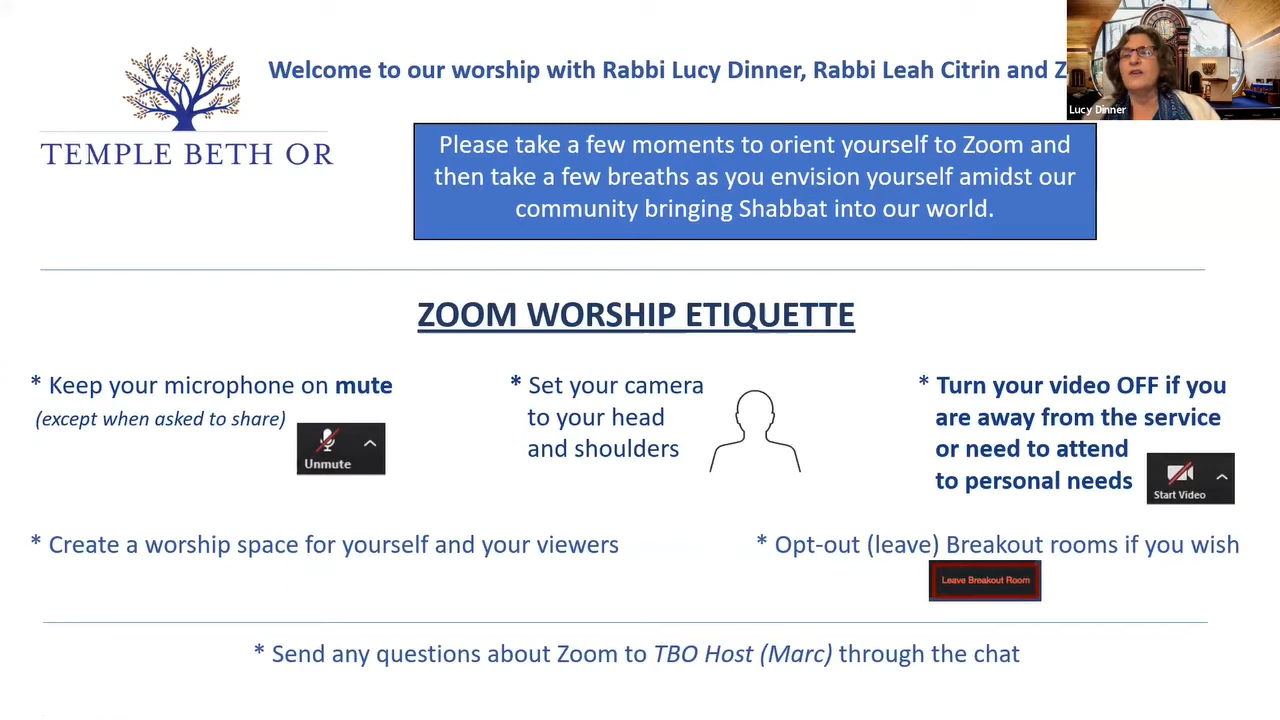 Welcome to our worship with Rabbi Lucy Dinner, Rabbi Leah Citrin and Z
Lucy Dinner
TEMPLE BETH OR
Please take a few moments to orient yourself to Zoom and
then take a few breaths as you envision yourself amidst our
community bringing Shabbat into our world.
ZOOM WORSHIP ETIQUETTE
* Keep your microphone on mute
(except when asked to share)
Unmute
* Set your camera
to your head
and shoulders
* Turn your video OFF if you
are away from the service
or need to attend
to personal needs
Start Video
* Create a worship space for yourself and your viewers
* Opt-out (leave) Breakout rooms if you wish
Leave Breakout Room
* Send any questions about Zoom to TBO Host (Marc) through the chat